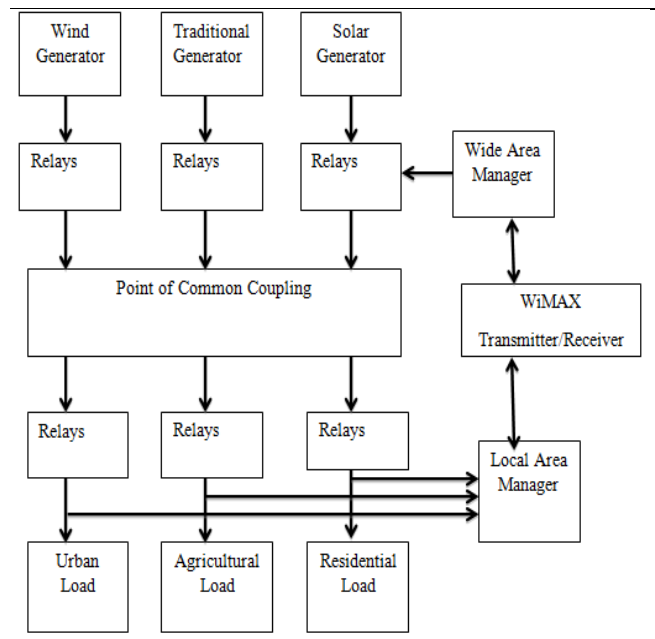 Wind
Generator
Traditional
Generator
Solar
Generator
Relays
Relays
Relays
Wide Area
Manager
Point of Common Coupling
WiMAX
Transmitter/Receiver
Relays
Relays
Relays
Local Area
Manager
Urban
Load
Agricultural
Load
Residential
Load